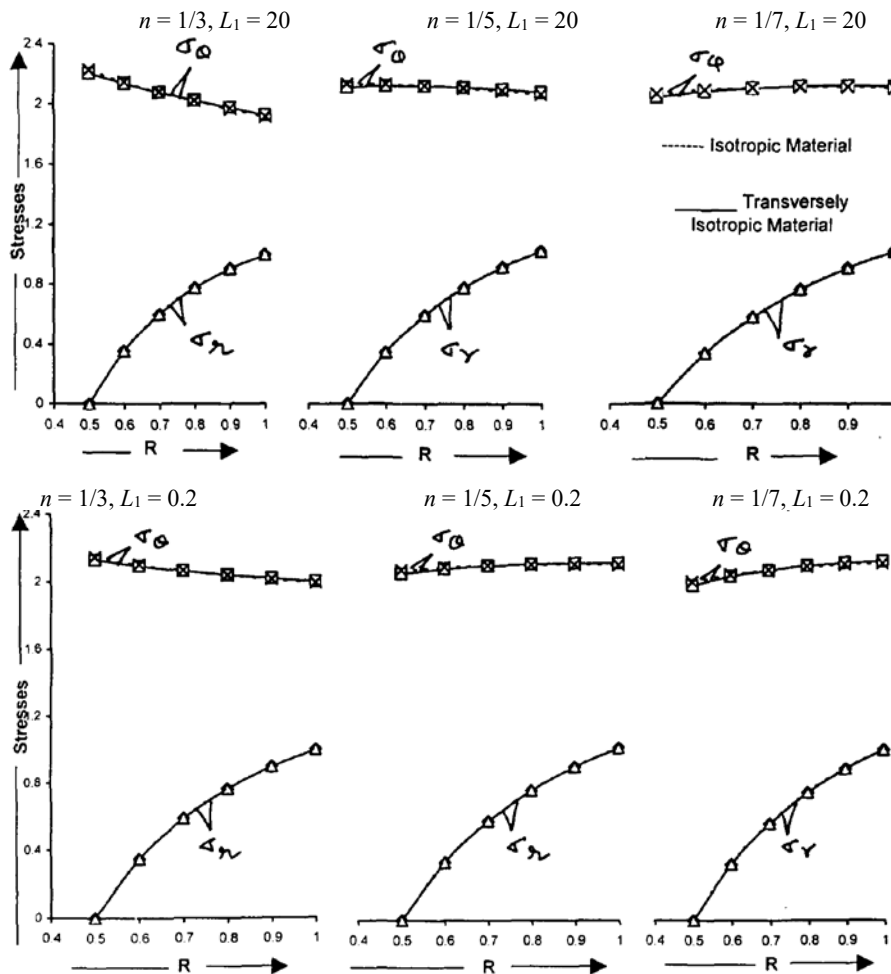 n = 1/3, L₁ = 20
n = 1/5, L₁ = 20
n = 1/7, L₁ = 20
2.4
2
1.6
1.2
0.8
0.4
0
Stresses
σθ
σθ
σφ
Isotropic Material
Transversely
Isotropic Material
σr
σr
σr
0.4 0.5 0.6 0.7 0.8 0.9 1
0.4 0.5 0.6 0.7 0.8 0.9 1
0.4 0.5 0.6 0.7 0.8 0.9
R
R
R
n = 1/3, L₁ = 0.2
n = 1/5, L₁ = 0.2
n = 1/7, L₁ = 0.2
2.4
2
1.6
1.2
0.8
0.4
0
Stresses
σθ
σθ
σθ
σr
σr
σr
0.4 0.5 0.6 0.7 0.8 0.9 1
0.4 0.5 0.6 0.7 0.8 0.9 1
0.4 0.5 0.6 0.7 0.8 0.9 1
R
R
R